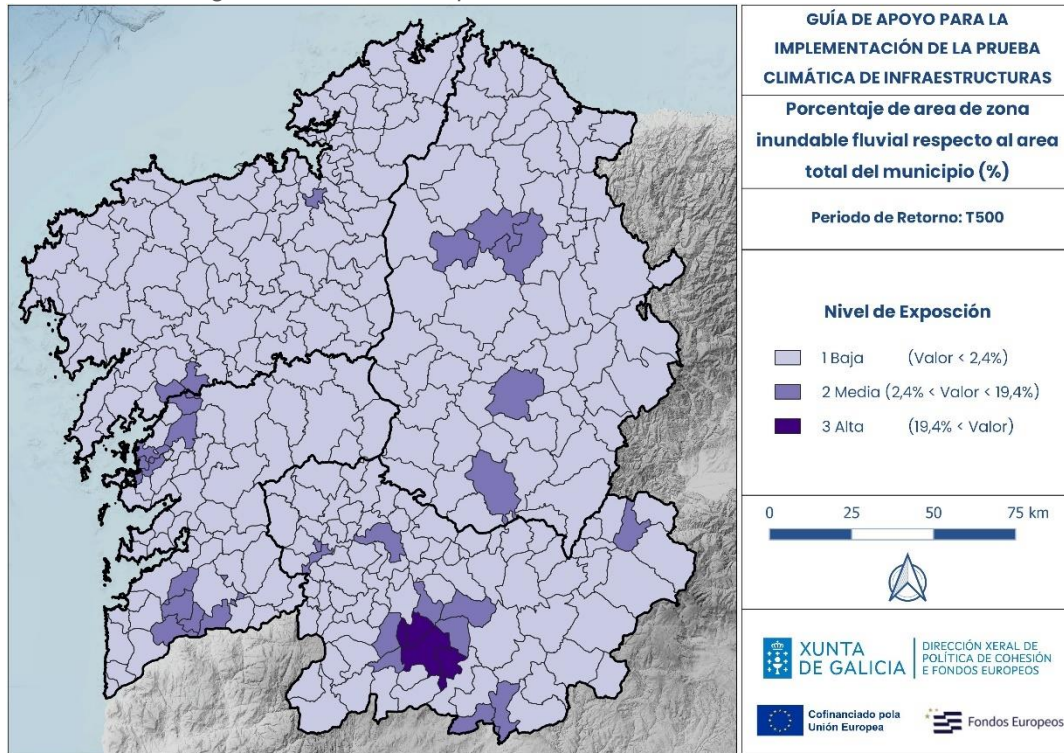 GUÍA DE APOYO PARA LA
IMPLEMENTACIÓN DE LA PRUEBA
CLIMÁTICA DE INFRAESTRUCTURAS
Porcentaje de area de zona
inundable fluvial respecto al area
total del municipio (%)
Periodo de Retorno: T500
Nivel de Exposción
1 Baja (Valor < 2,4%)
2 Media (2,4% < Valor < 19,4%)
3 Alta (19,4% < Valor)
0 25 50 75 km
XUNTA
DE GALICIA
DIRECCIÓN XERAL DE
POLÍTICA DE COHESIÓN
E FONDOS EUROPEOS
Cofinanciado pola
Unión Europea
Fondos Europeos